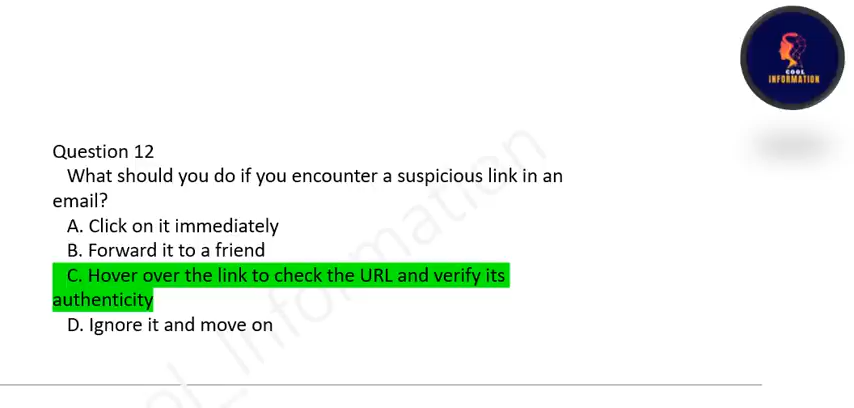 COOL
INFORMATION
Question 12
What should you do if you encounter a suspicious link in an
email?
A. Click on it immediately
B. Forward it to a friend
C. Hover over the link to check the URL and verify its
authenticity
D. Ignore it and move on
ol_Information